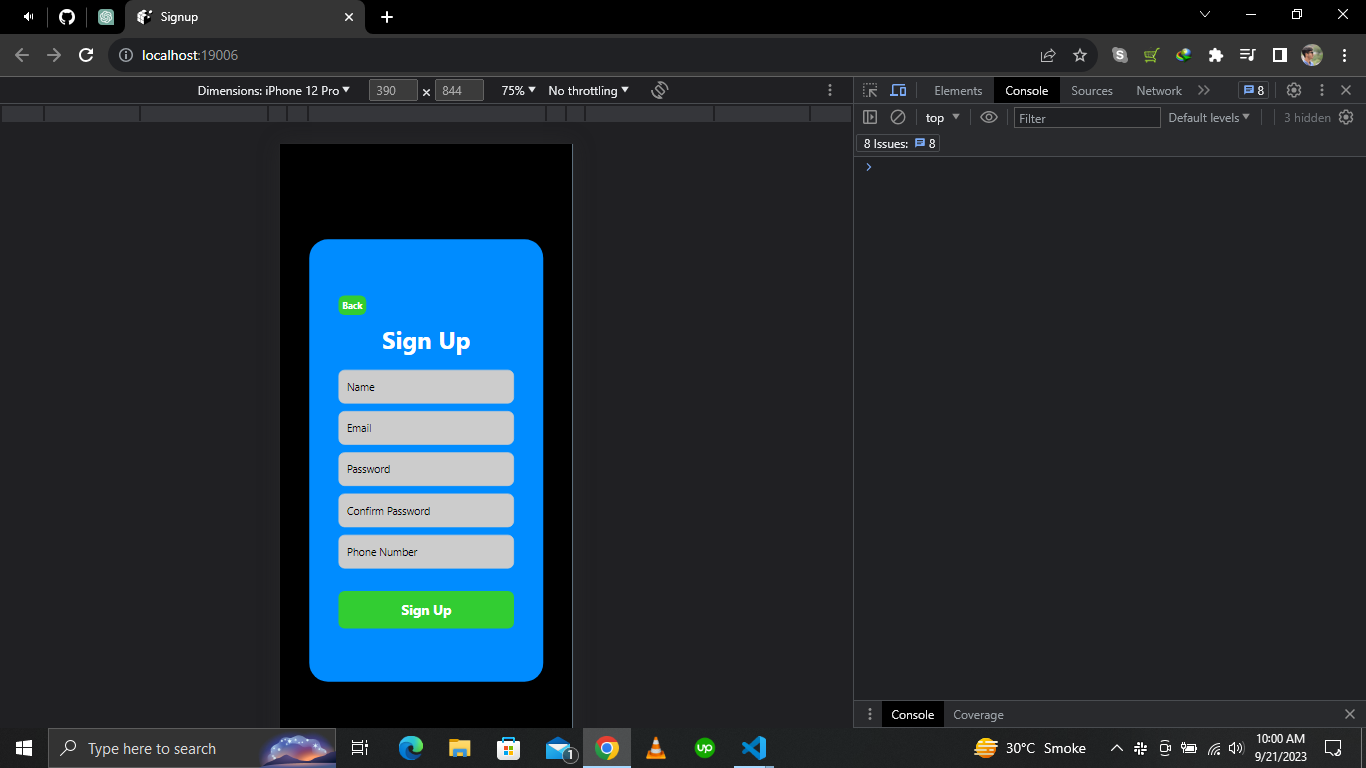 Signup
localhost:19006
Dimensions: iPhone 12 Pro 390 × 844 75% No throttling
Elements Console Sources Network 8
top Filter Default levels 3 hidden
8 Issues: 8
Back
Sign Up
Name
Email
Password
Confirm Password
Phone Number
Sign Up
Console Coverage
Type here to search
1
up
30°C Smoke
10:00 AM
9/21/2023